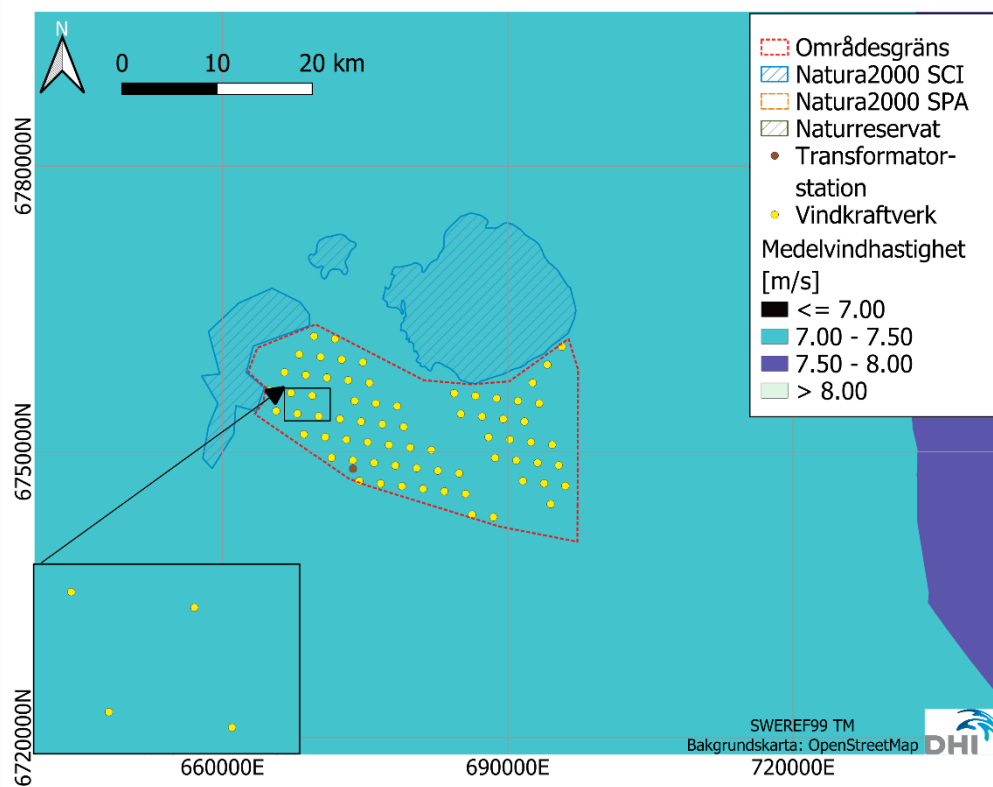 N
0 10 20 km
Områdesgräns
Natura2000 SCI
Natura2000 SPA
Naturreservat
Transformator-
station
Vindkraftverk
Medelvindhastighet
[m/s]
<= 7.00
7.00 - 7.50
7.50 - 8.00
> 8.00
6780000N
6750000N
6720000N
660000E 690000E 720000E
SWEREF99 TM
Bakgrundskarta: OpenStreetMap
DHI